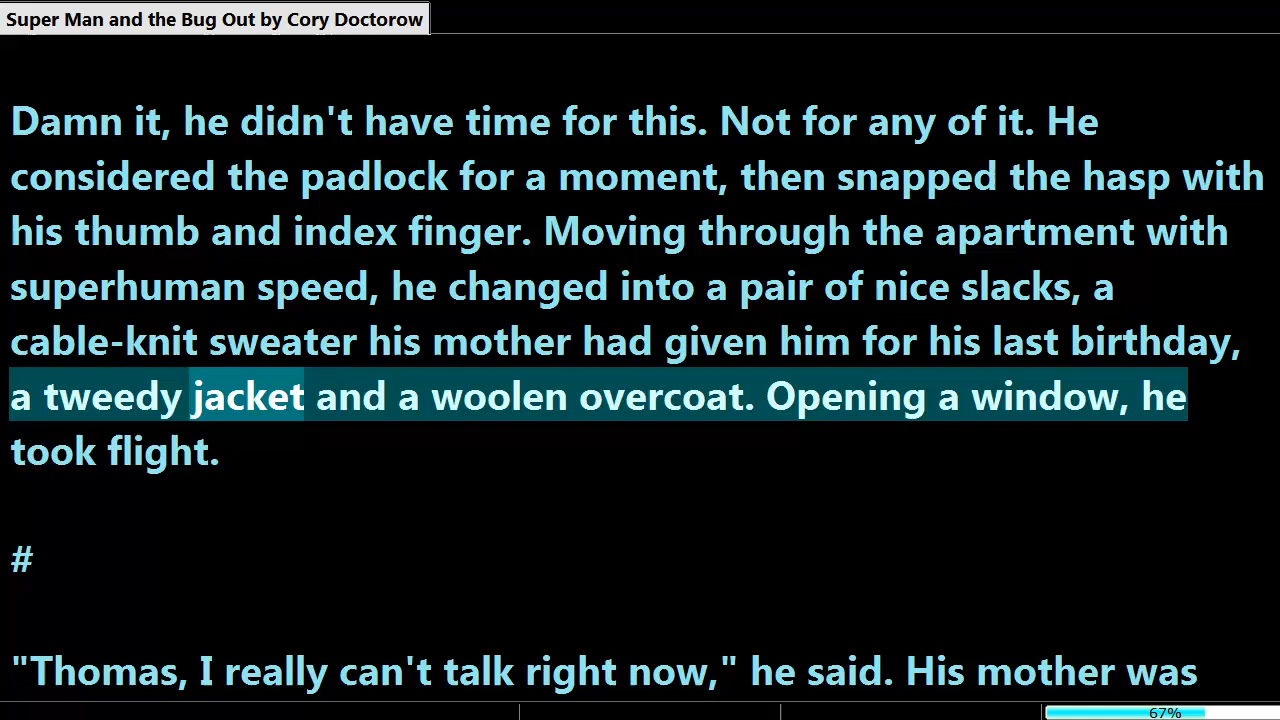 Super Man and the Bug Out by Cory Doctorow
Damn it, he didn't have time for this. Not for any of it. He
considered the padlock for a moment, then snapped the hasp with
his thumb and index finger. Moving through the apartment with
superhuman speed, he changed into a pair of nice slacks, a
cable-knit sweater his mother had given him for his last birthday,
a tweedy jacket and a woolen overcoat. Opening a window, he
took flight.
#
"Thomas, I really can't talk right now," he said. His mother was
67%